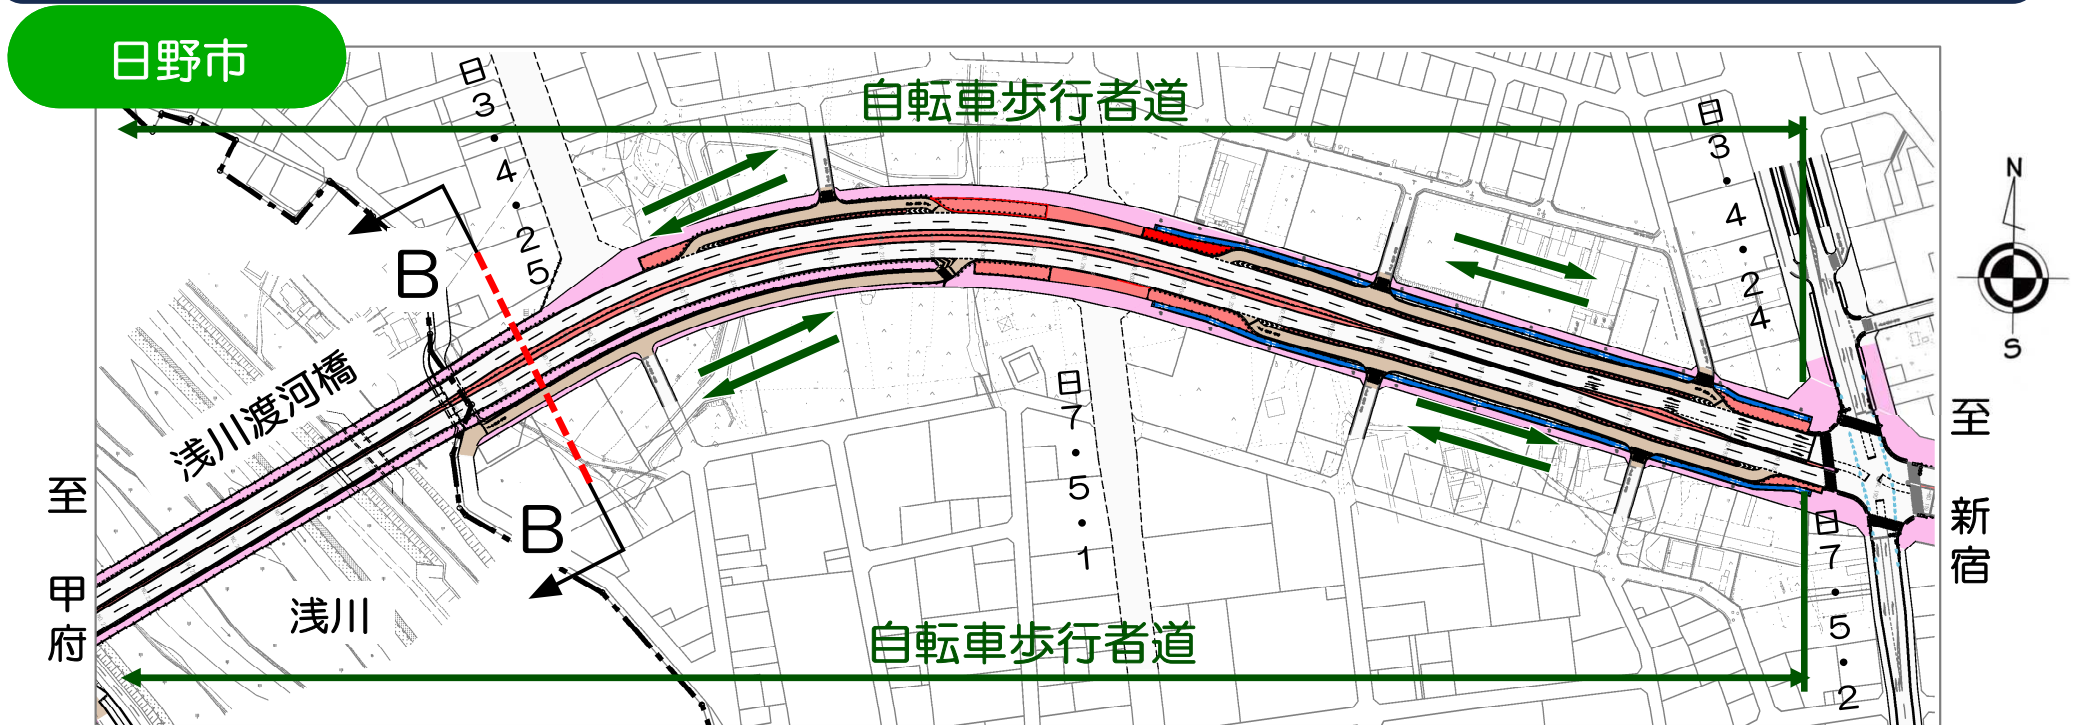 日野市
自転車歩行者道
日3・4・25
日3・4・24
N
S
B
浅川渡河橋
日7・5・1
至 甲府
至 新宿
B
浅川
自転車歩行者道
日7・5・2